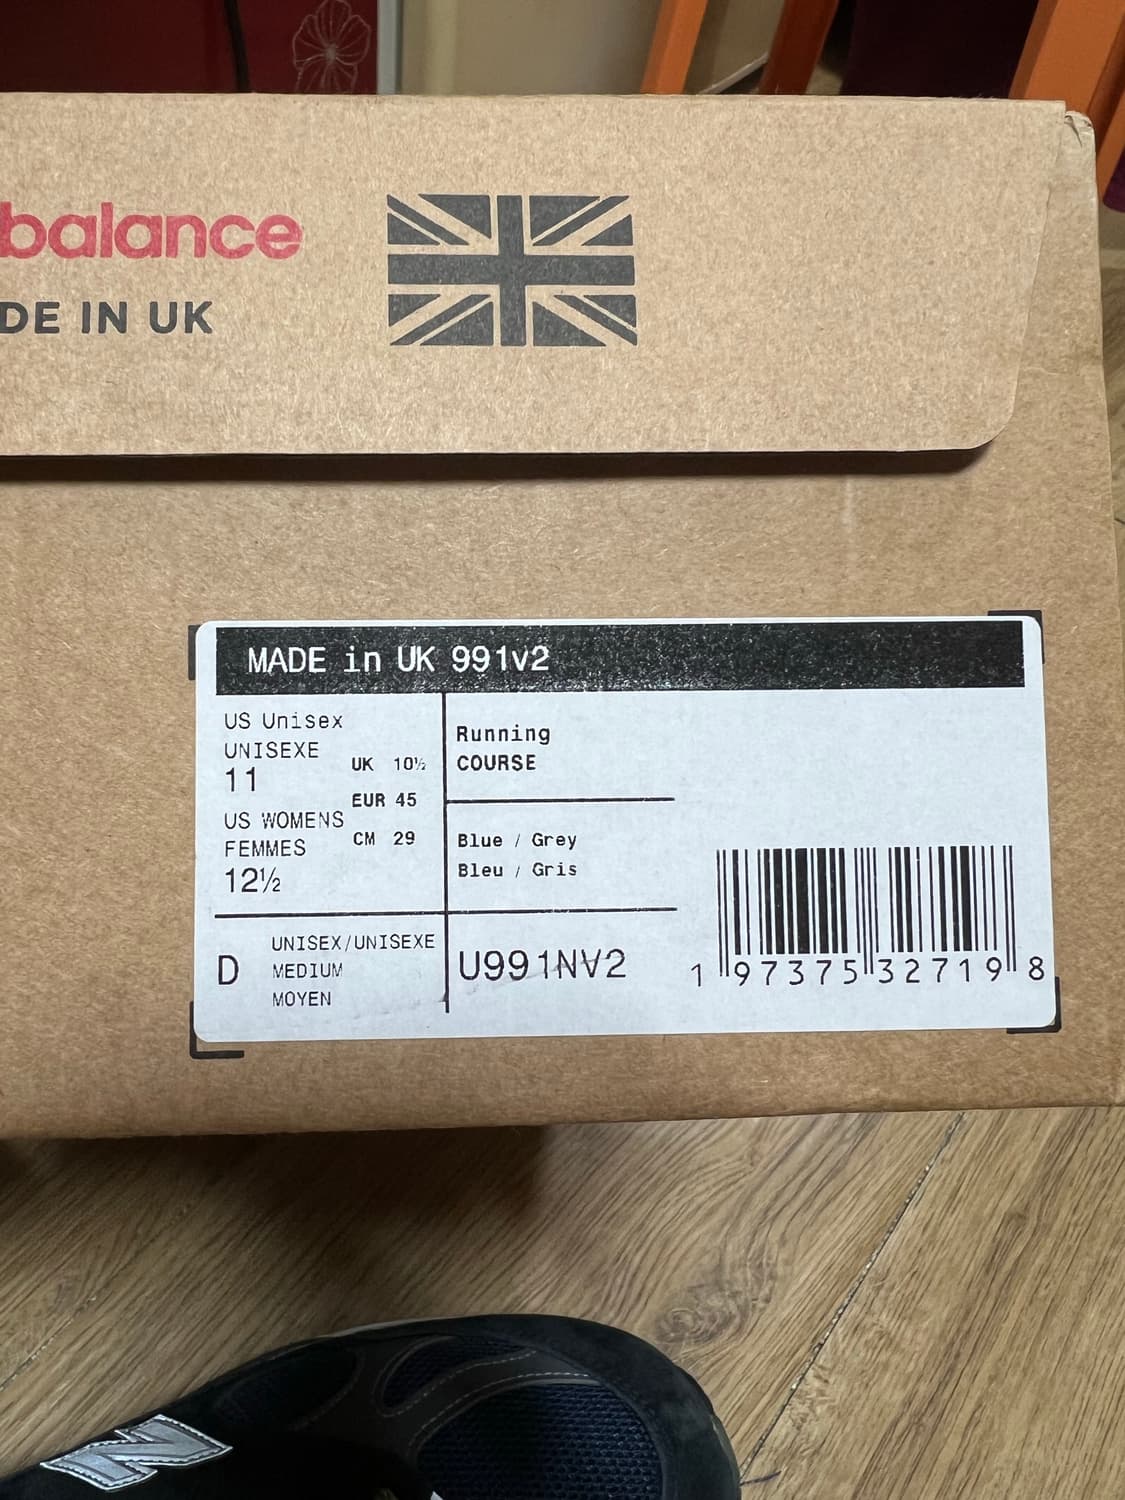 balance
DE IN UK
MADE in UK 991v2
US Unisex
UNISEXE
11
US WOMENS
FEMMES
12½
UK 10½
EUR 45
CM 29
Running
COURSE
Blue / Grey
Bleu / Gris
D
UNISEX/UNISEXE
MEDIUM
MOYEN
U991NV2
1 97375 32719 8
N